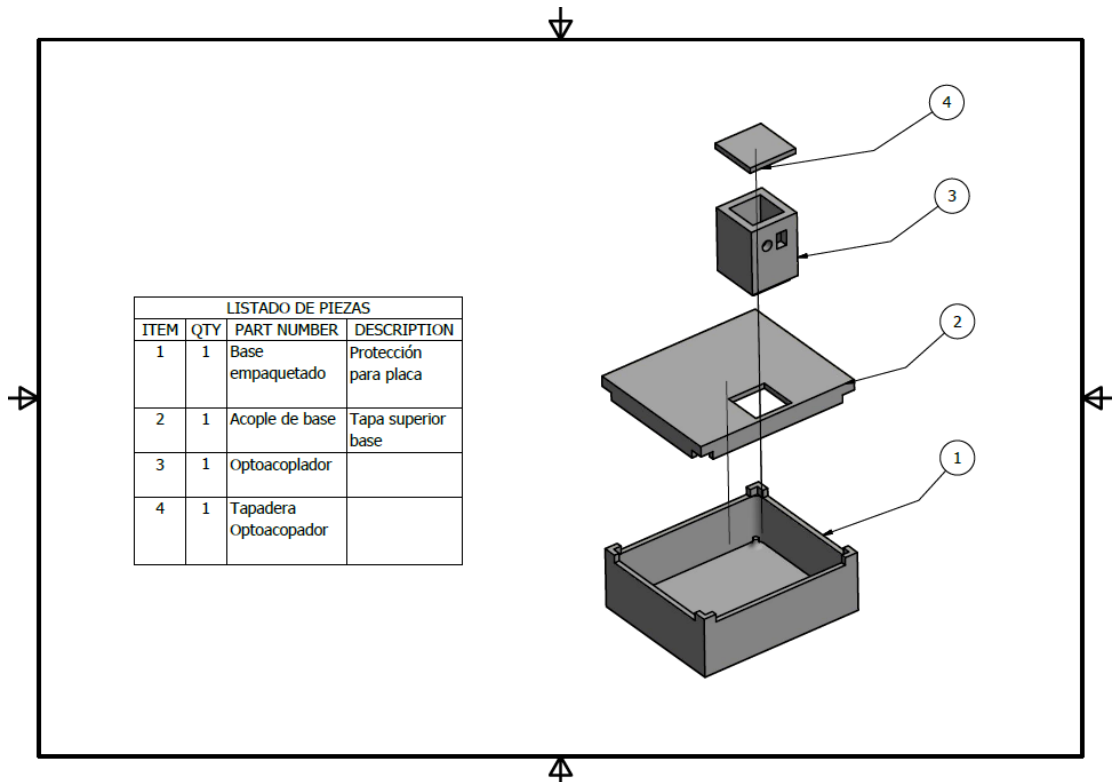 LISTADO DE PIEZAS
ITEM QTY PART NUMBER DESCRIPTION
1 1 Base Protección
empaquetado para placa
2 1 Acople de base Tapa superior
base
3 1 Optoacoplador
4 1 Tapadera
Optoacopador
4
3
2
1